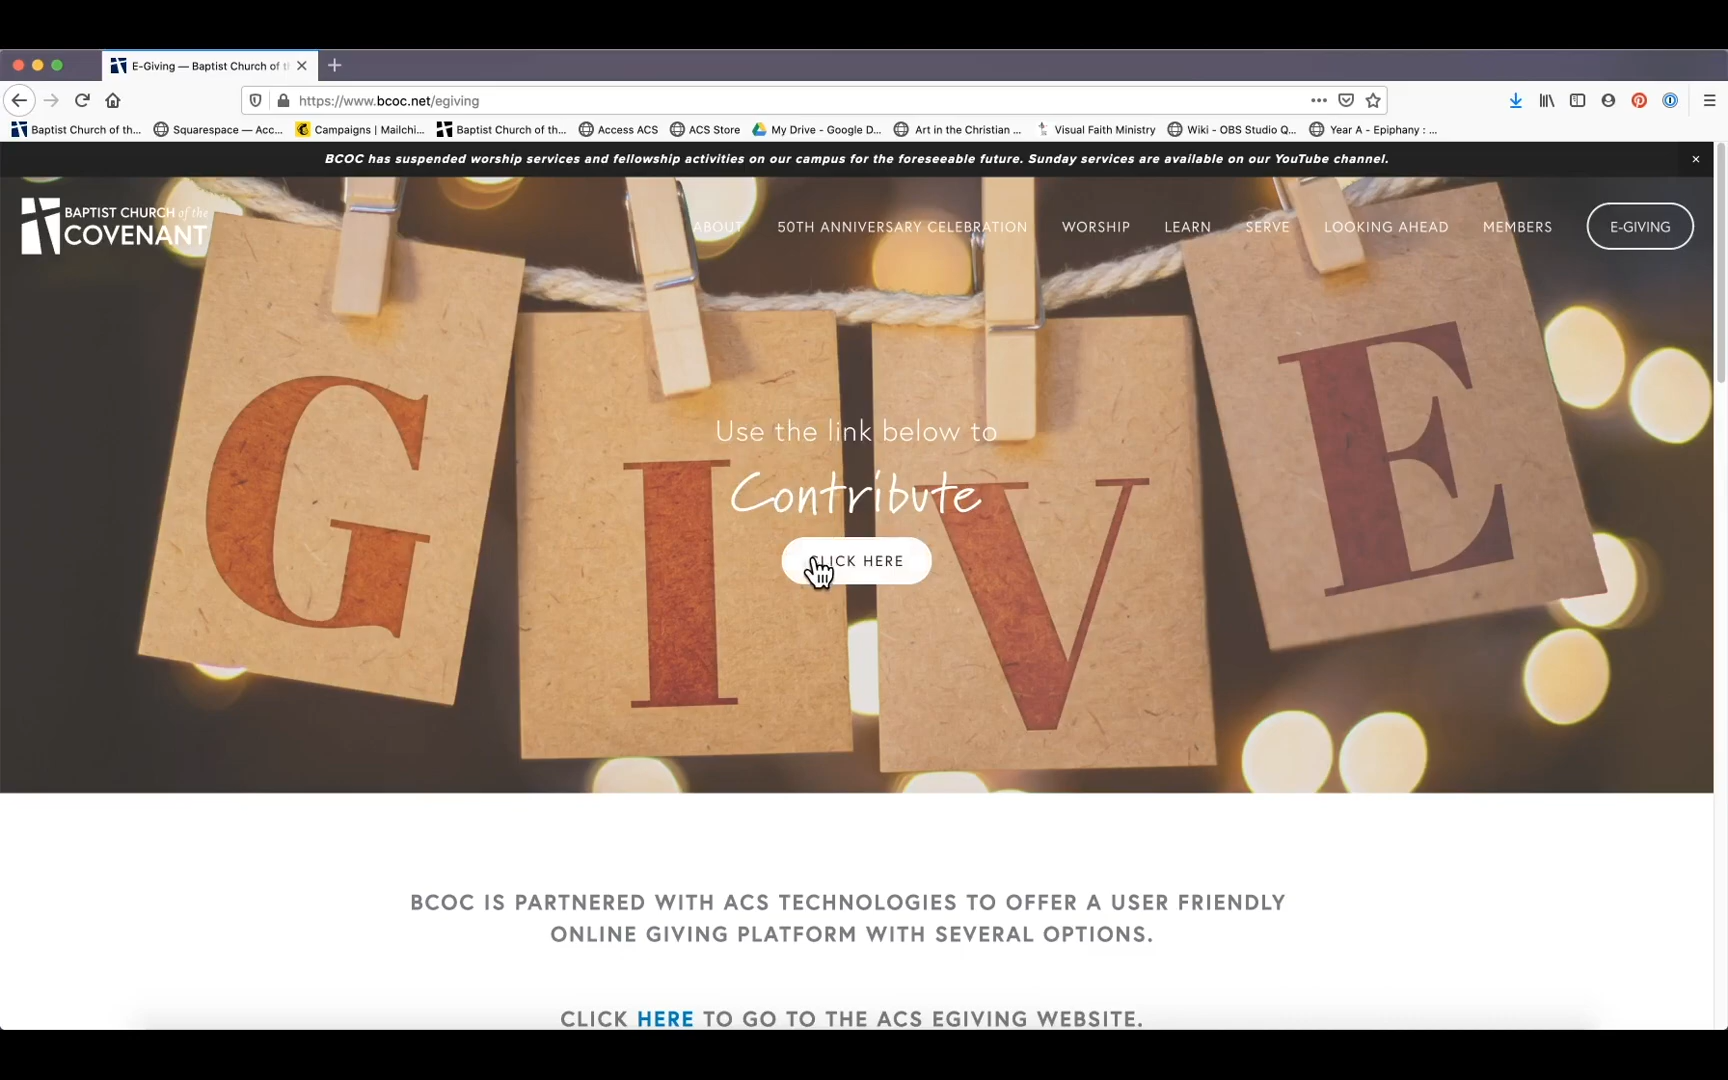 E-Giving — Baptist Church of t
https://www.bcoc.net/egiving
Baptist Church of th... Squarespace — Acc... Campaigns | Mailchi... Baptist Church of th... Access ACS ACS Store My Drive - Google D... Art in the Christian ... Visual Faith Ministry Wiki - OBS Studio Q... Year A - Epiphany : ...
BCOC has suspended worship services and fellowship activities on our campus for the foreseeable future. Sunday services are available on our YouTube channel.
BAPTIST CHURCH of the
COVENANT
ABOUT 50TH ANNIVERSARY CELEBRATION WORSHIP LEARN SERVE LOOKING AHEAD MEMBERS E-GIVING
G I V E
Use the link below to
Contribute
CLICK HERE
BCOC IS PARTNERED WITH ACS TECHNOLOGIES TO OFFER A USER FRIENDLY
ONLINE GIVING PLATFORM WITH SEVERAL OPTIONS.
CLICK HERE TO GO TO THE ACS EGIVING WEBSITE.